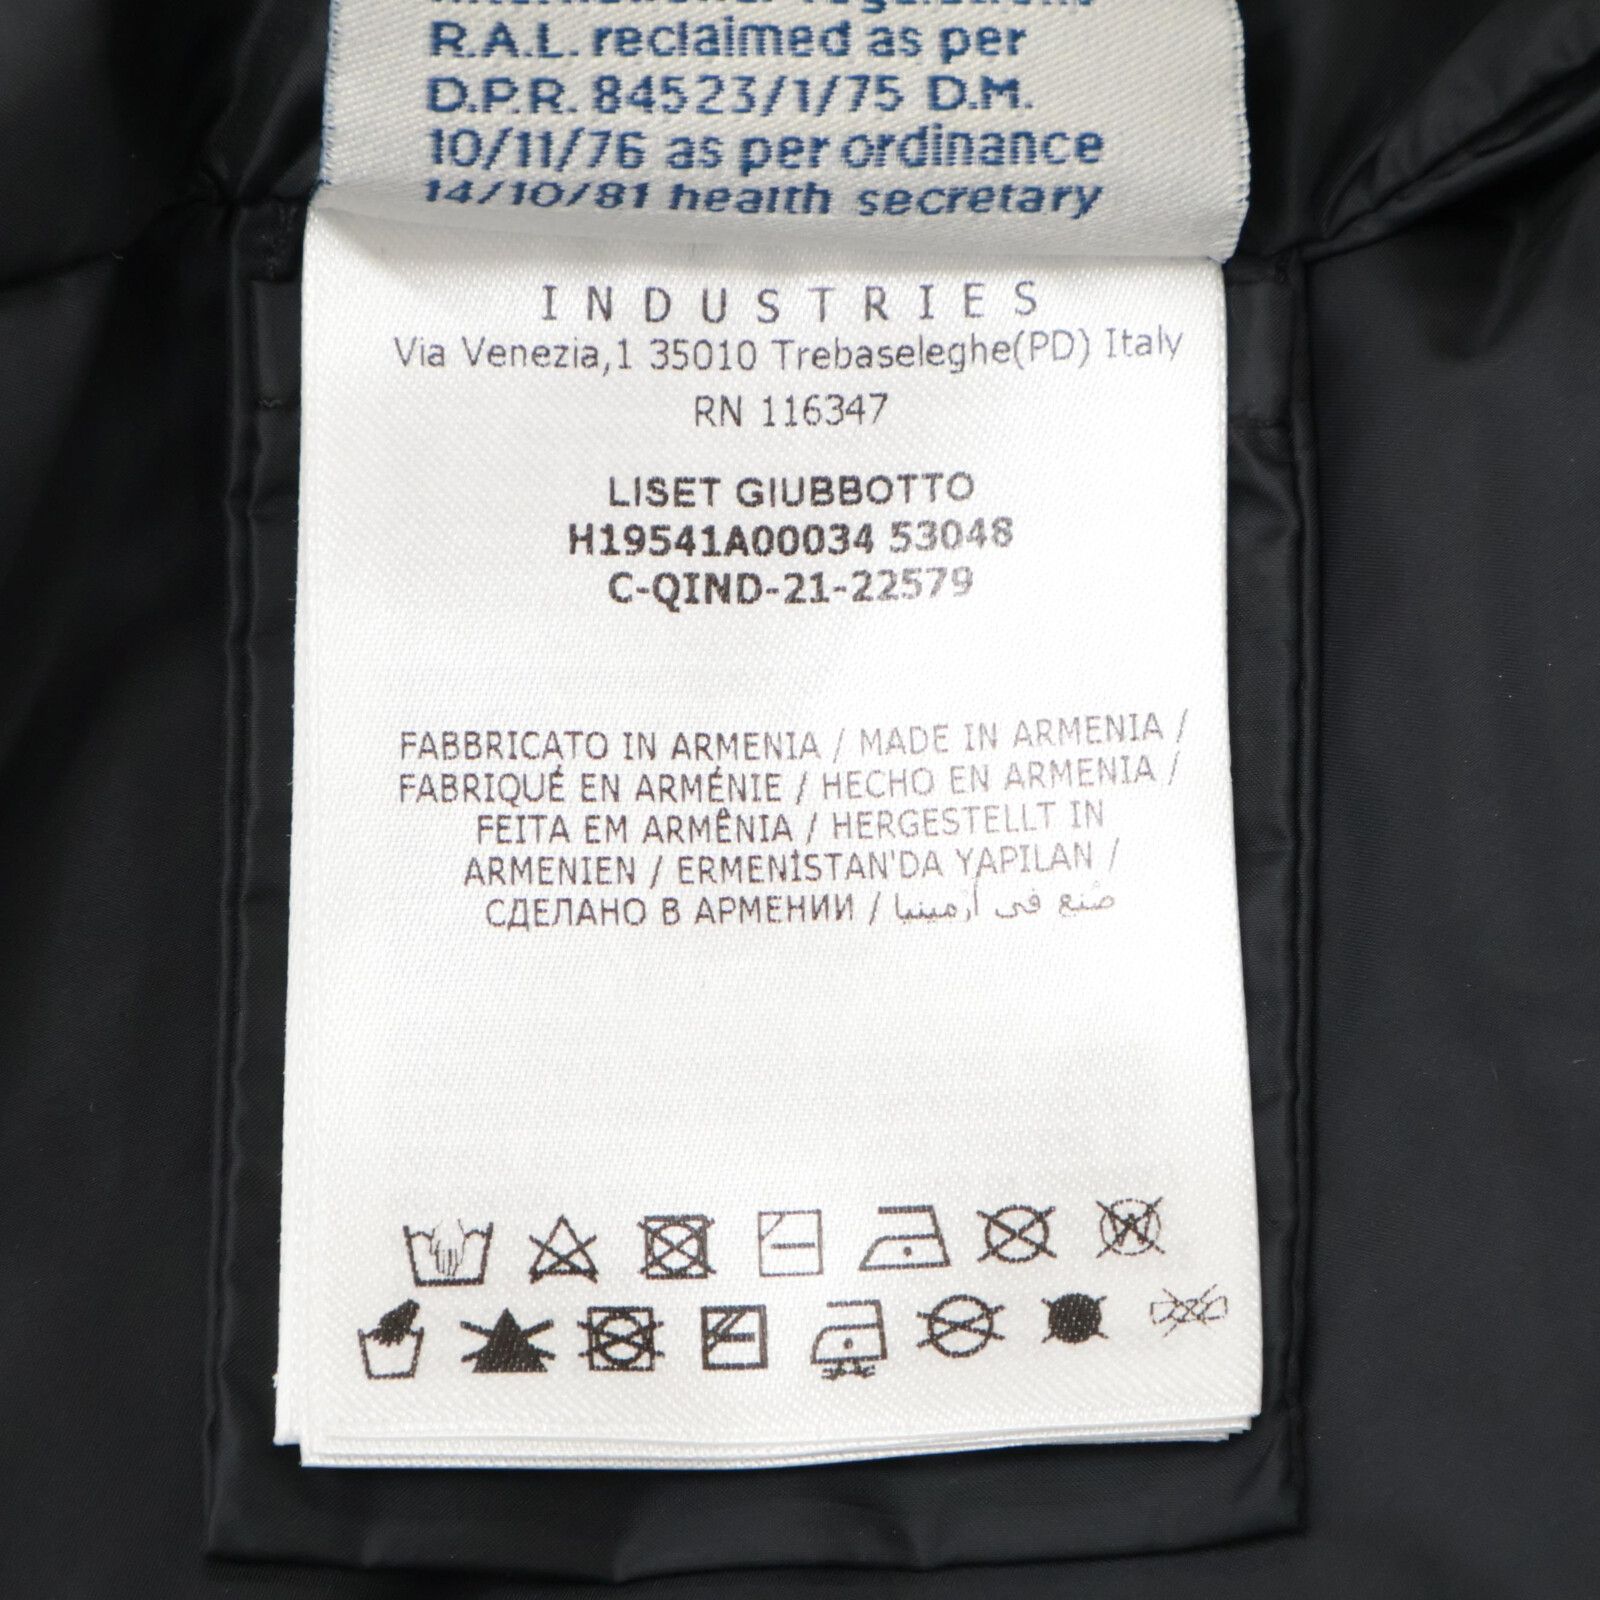 International regulations
R.A.L. reclaimed as per
D.P.R. 84523/1/75 D.M.
10/11/76 as per ordinance
14/10/81 health secretary
INDUSTRIES
Via Venezia,1 35010 Trebaseleghe(PD) Italy
RN 116347
LISET GIUBBOTTO
H19541A00034 53048
C-QIND-21-22579
FABBRICATO IN ARMENIA / MADE IN ARMENIA /
FABRIQUÉ EN ARMÉNIE / HECHO EN ARMENIA /
FEITA EM ARMÊNIA / HERGESTELLT IN
ARMENIEN / ERMENİSTAN'DA YAPILAN /
СДЕЛАНО В АРМЕНИИ / صنع في أرمينيا